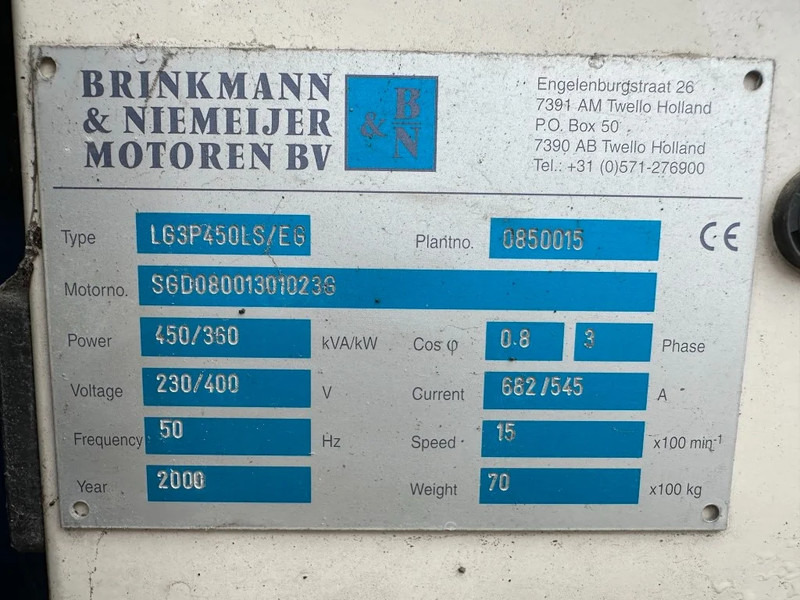 BRINKMANN
& NIEMEIJER
MOTOREN BV
B
&
N
Engelenburgstraat 26
7391 AM Twello Holland
P.O. Box 50
7390 AB Twello Holland
Tel.: +31 (0)571-276900
Type LG3P450LS/EG Plantno. 0850015 CE
Motorno. SGD08001301023G
Power 450/360 kVA/kW Cos φ 0.8 3 Phase
Voltage 230/400 V Current 682/545 A
Frequency 50 Hz Speed 15 x100 min-1
Year 2000 Weight 70 x100 kg